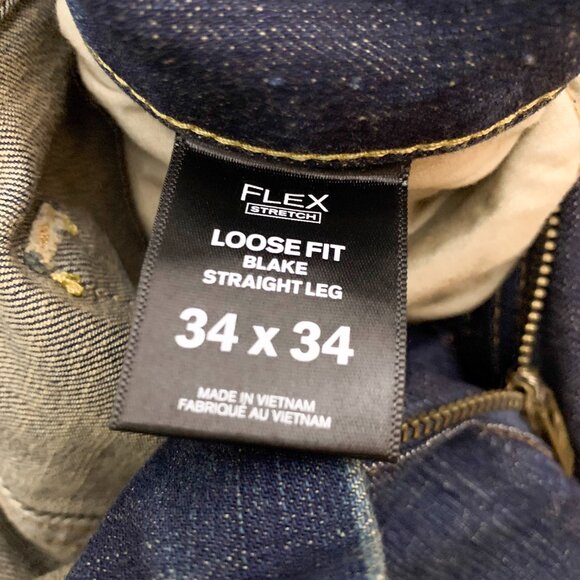 FLEX
STRETCH
LOOSE FIT
BLAKE
STRAIGHT LEG
34 x 34
MADE IN VIETNAM
FABRIQUÉ AU VIETNAM